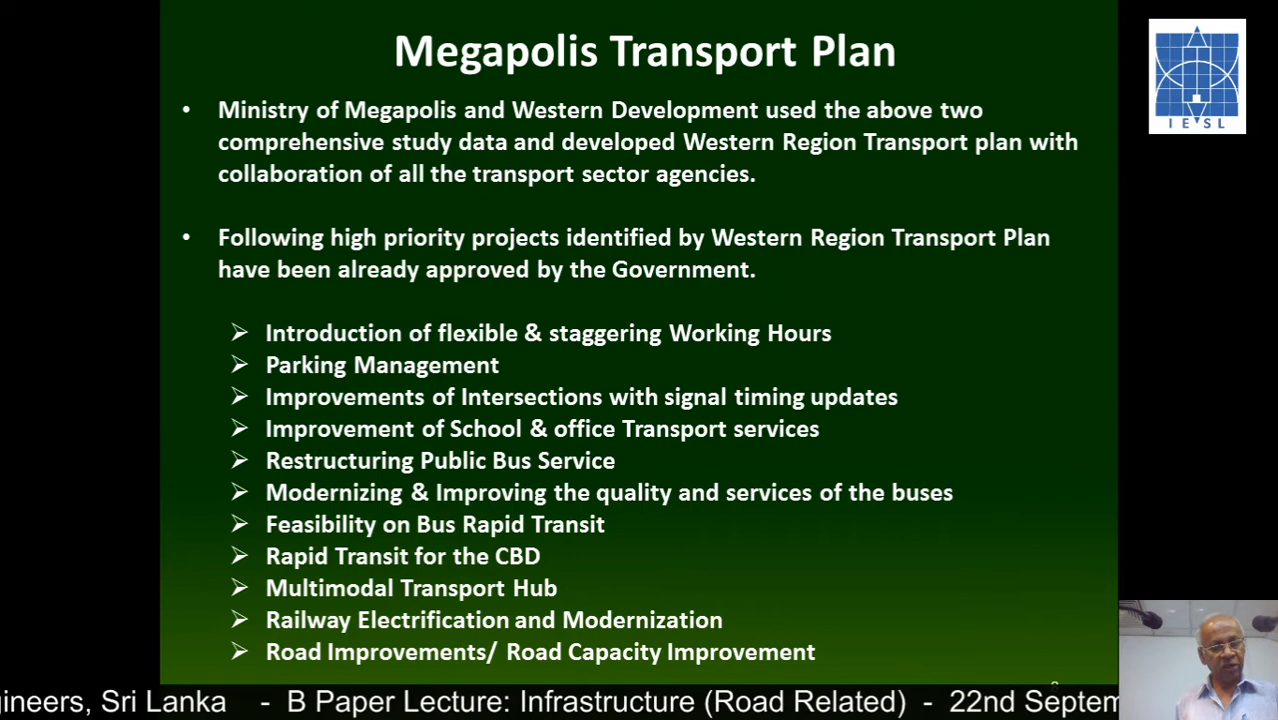 Megapolis Transport Plan
• Ministry of Megapolis and Western Development used the above two
comprehensive study data and developed Western Region Transport plan with
collaboration of all the transport sector agencies.
• Following high priority projects identified by Western Region Transport Plan
have been already approved by the Government.
➢ Introduction of flexible & staggering Working Hours
➢ Parking Management
➢ Improvements of Intersections with signal timing updates
➢ Improvement of School & office Transport services
➢ Restructuring Public Bus Service
➢ Modernizing & Improving the quality and services of the buses
➢ Feasibility on Bus Rapid Transit
➢ Rapid Transit for the CBD
➢ Multimodal Transport Hub
➢ Railway Electrification and Modernization
➢ Road Improvements/ Road Capacity Improvement
IESL
gineers, Sri Lanka - B Paper Lecture: Infrastructure (Road Related) - 22nd Septem